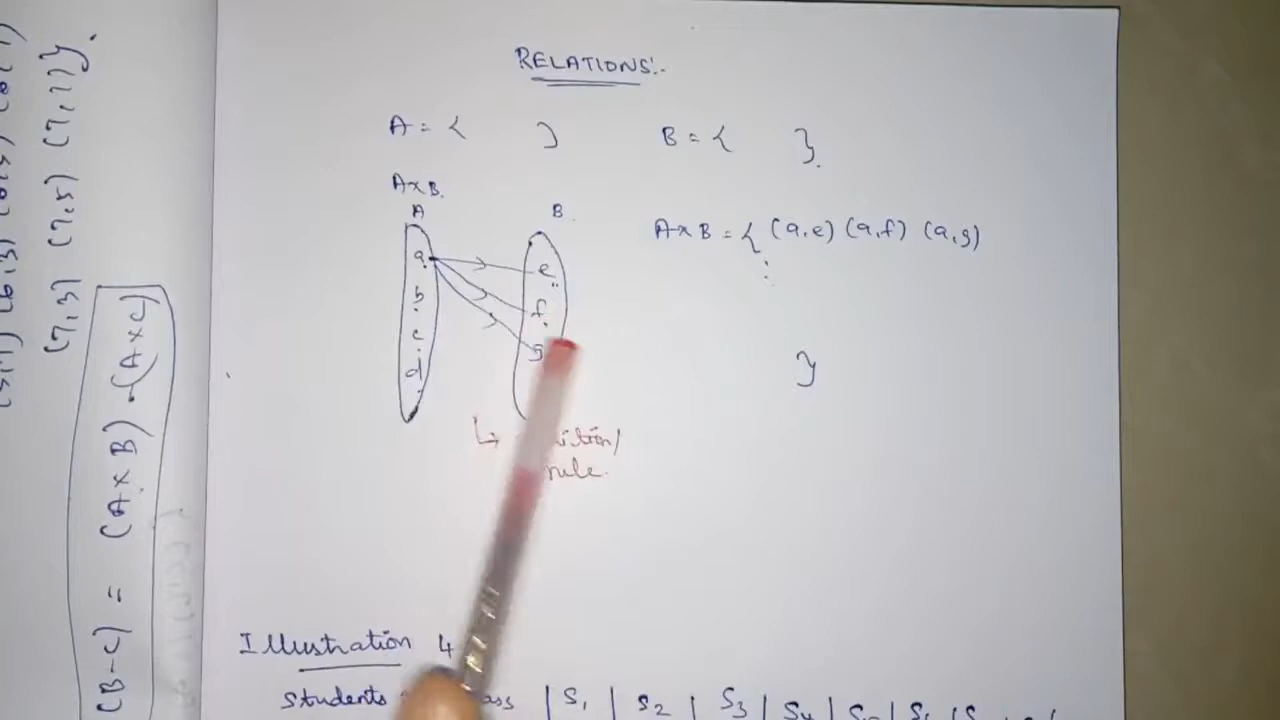 RELATIONS:-
A = { }
B = { }.
A×B.
A
B.
A×B = { (a,e) (a,f) (a,g)
:
}
a.
b.
c
d
e
f.
g
↳
rule.
Illustration 4
Students
| S1 | S2 | S3 | S4
(7,3) (7,5) (7,7)}.
(B-C) = (A×B) - (A×C)